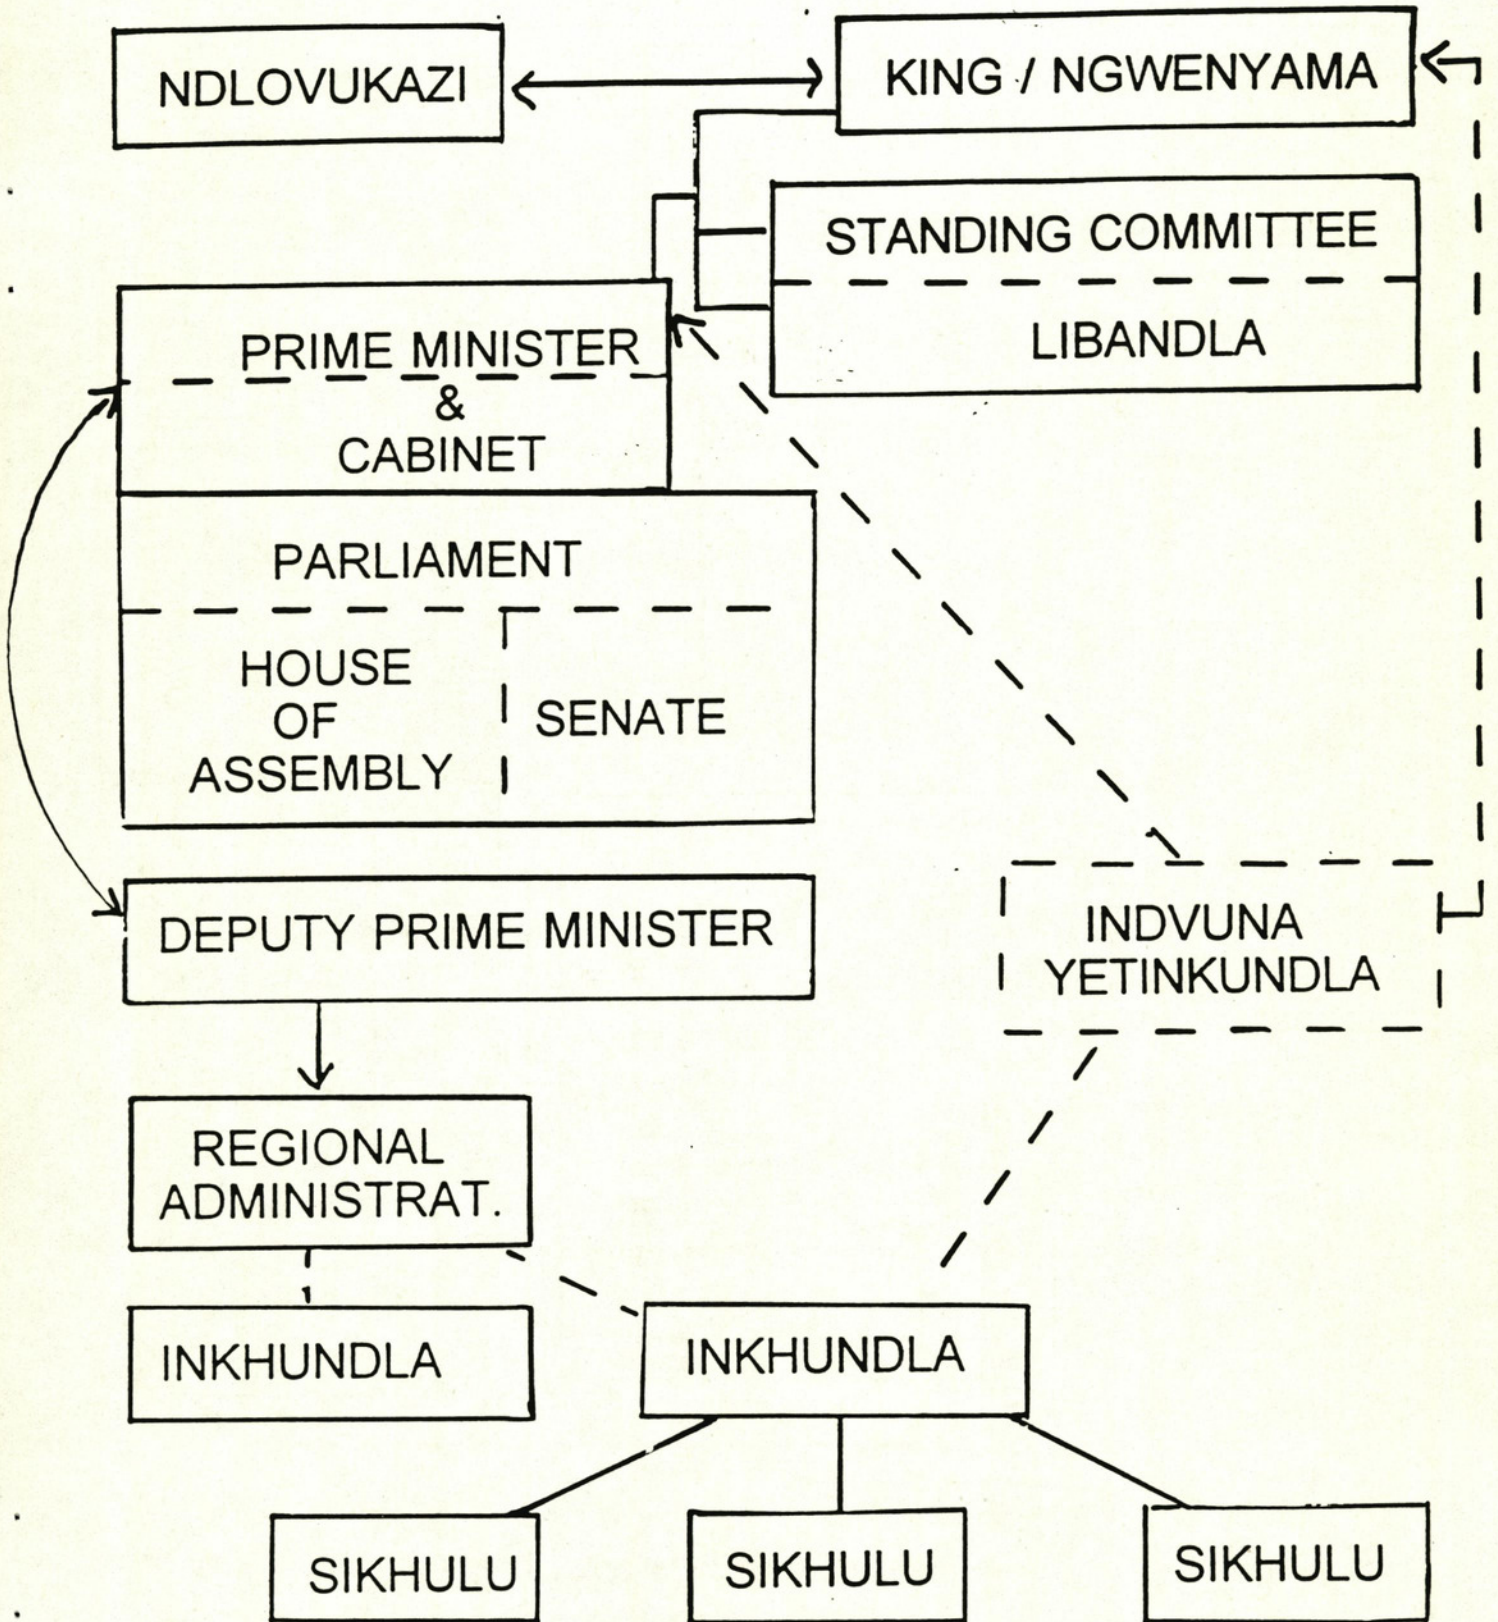 NDLOVUKAZI
KING / NGWENYAMA
STANDING COMMITTEE
LIBANDLA
PRIME MINISTER
&
CABINET
PARLIAMENT
HOUSE
OF
ASSEMBLY
SENATE
DEPUTY PRIME MINISTER
INDVUNA
YETINKUNDLA
REGIONAL
ADMINISTRAT.
INKHUNDLA
INKHUNDLA
SIKHULU
SIKHULU
SIKHULU